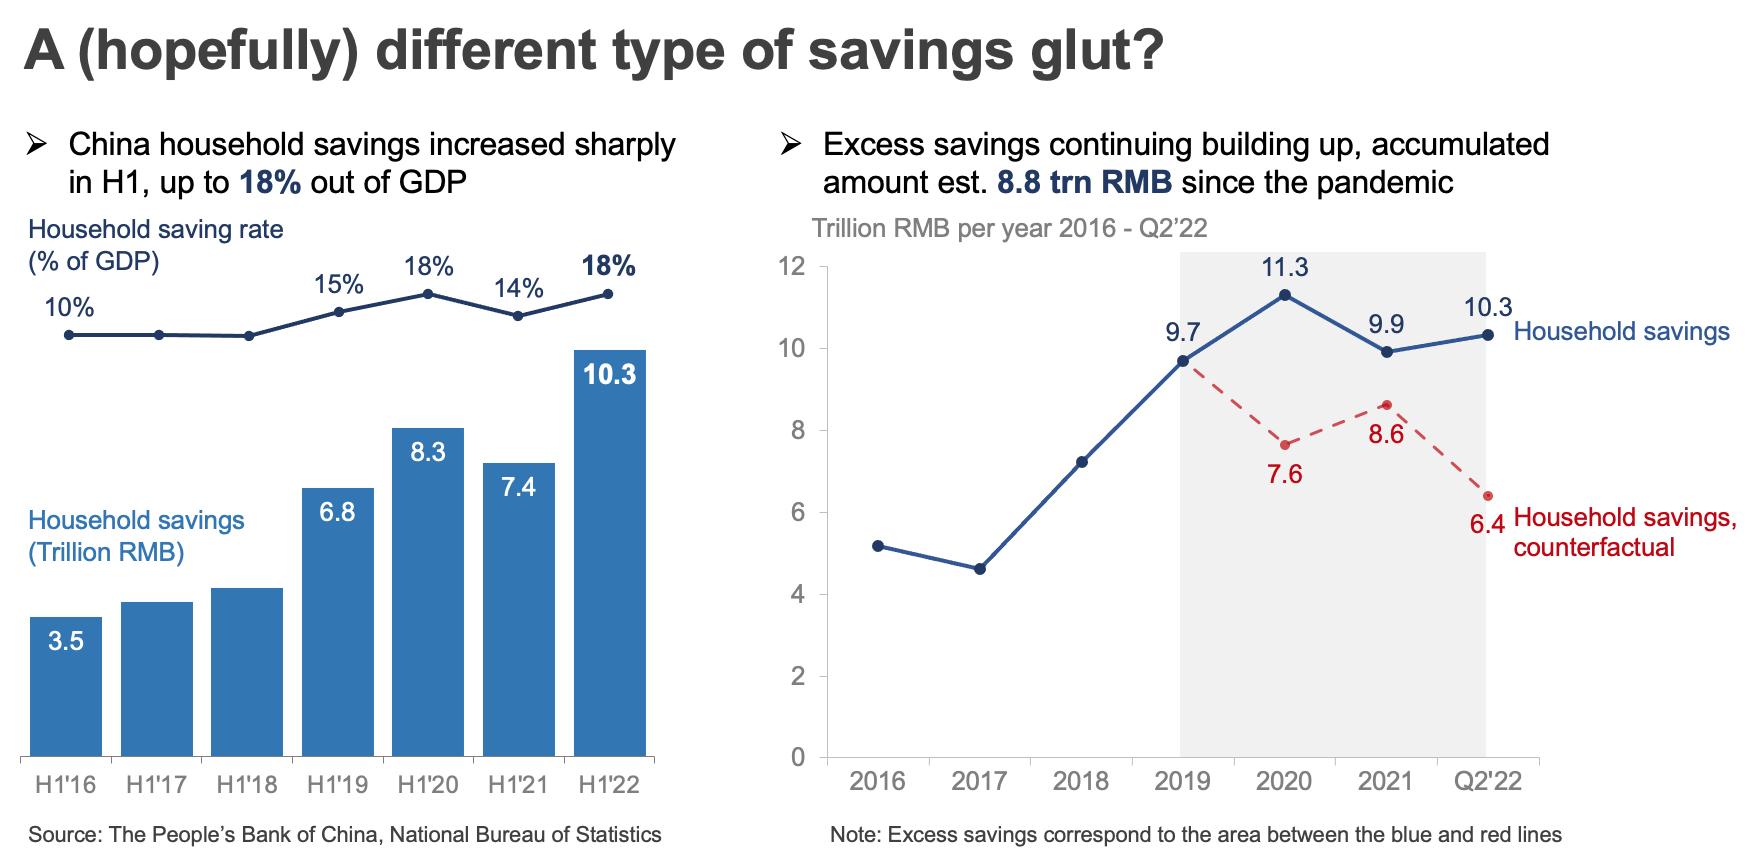 A (hopefully) different type of savings glut?
➢ China household savings increased sharply
in H1, up to 18% out of GDP
Household saving rate
(% of GDP)
10%
15%
18%
14%
18%
Household savings
(Trillion RMB)
3.5
6.8
8.3
7.4
10.3
H1'16
H1'17
H1'18
H1'19
H1'20
H1'21
H1'22
Source: The People’s Bank of China, National Bureau of Statistics
➢ Excess savings continuing building up, accumulated
amount est. 8.8 trn RMB since the pandemic
Trillion RMB per year 2016 - Q2’22
12
10
8
6
4
2
0
9.7
11.3
9.9
10.3
Household savings
7.6
8.6
6.4
Household savings,
counterfactual
2016
2017
2018
2019
2020
2021
Q2'22
Note: Excess savings correspond to the area between the blue and red lines